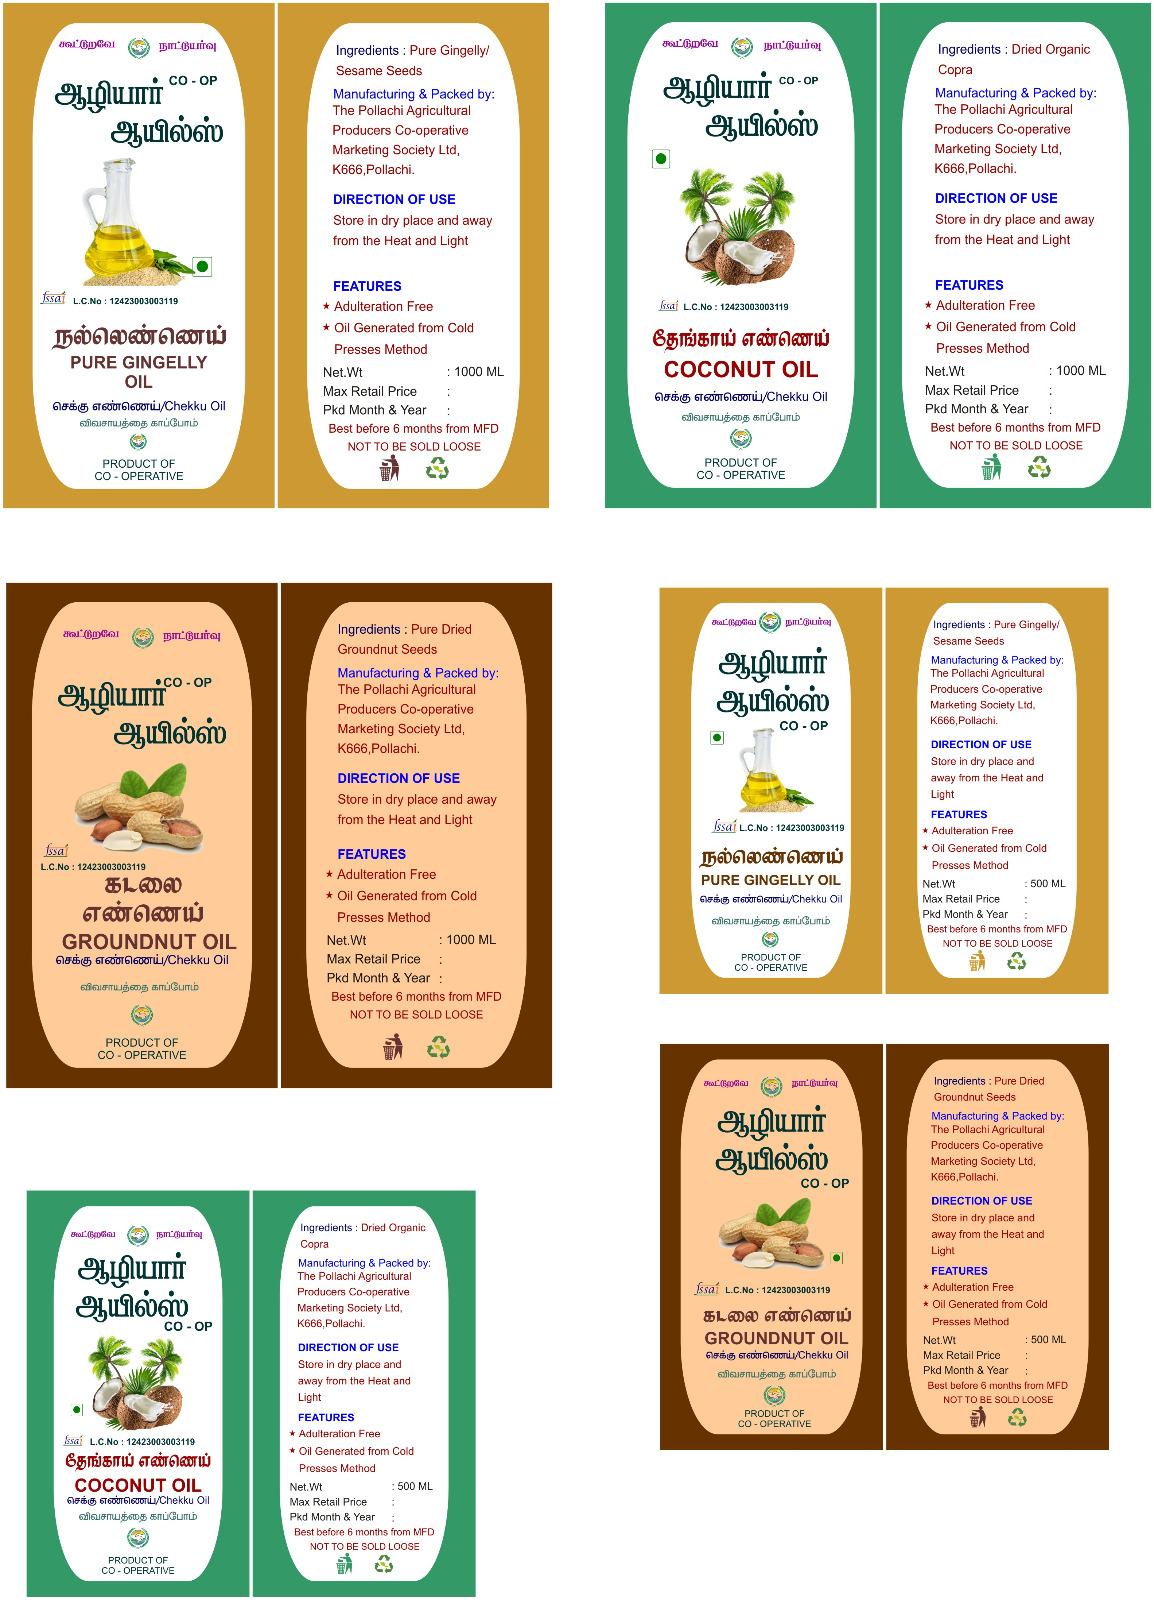 கூட்டுறவே நாட்டுயர்வு
ஆழியார் CO - OP
ஆயில்ஸ்
fssai L.C.No : 12423003003119
நல்லெண்ணெய்
PURE GINGELLY
OIL
செக்கு எண்ணெய்/Chekku Oil
விவசாயத்தை காப்போம்
PRODUCT OF
CO - OPERATIVE
Ingredients : Pure Gingelly/
Sesame Seeds
Manufacturing & Packed by:
The Pollachi Agricultural
Producers Co-operative
Marketing Society Ltd,
K666,Pollachi.
DIRECTION OF USE
Store in dry place and away
from the Heat and Light
FEATURES
★ Adulteration Free
★ Oil Generated from Cold
Presses Method
Net.Wt : 1000 ML
Max Retail Price :
Pkd Month & Year :
Best before 6 months from MFD
NOT TO BE SOLD LOOSE
கூட்டுறவே நாட்டுயர்வு
ஆழியார் CO - OP
ஆயில்ஸ்
fssai L.C.No : 12423003003119
தேங்காய் எண்ணெய்
COCONUT OIL
செக்கு எண்ணெய்/Chekku Oil
விவசாயத்தை காப்போம்
PRODUCT OF
CO - OPERATIVE
Ingredients : Dried Organic
Copra
Manufacturing & Packed by:
The Pollachi Agricultural
Producers Co-operative
Marketing Society Ltd,
K666,Pollachi.
DIRECTION OF USE
Store in dry place and away
from the Heat and Light
FEATURES
★ Adulteration Free
★ Oil Generated from Cold
Presses Method
Net.Wt : 1000 ML
Max Retail Price :
Pkd Month & Year :
Best before 6 months from MFD
NOT TO BE SOLD LOOSE
கூட்டுறவே நாட்டுயர்வு
ஆழியார் CO - OP
ஆயில்ஸ்
fssai
L.C.No : 12423003003119
கடலை
எண்ணெய்
GROUNDNUT OIL
செக்கு எண்ணெய்/Chekku Oil
விவசாயத்தை காப்போம்
PRODUCT OF
CO - OPERATIVE
Ingredients : Pure Dried
Groundnut Seeds
Manufacturing & Packed by:
The Pollachi Agricultural
Producers Co-operative
Marketing Society Ltd,
K666,Pollachi.
DIRECTION OF USE
Store in dry place and away
from the Heat and Light
FEATURES
★ Adulteration Free
★ Oil Generated from Cold
Presses Method
Net.Wt : 1000 ML
Max Retail Price :
Pkd Month & Year :
Best before 6 months from MFD
NOT TO BE SOLD LOOSE
கூட்டுறவே நாட்டுயர்வு
ஆழியார்
ஆயில்ஸ்
CO - OP
fssai L.C.No : 12423003003119
நல்லெண்ணெய்
PURE GINGELLY OIL
செக்கு எண்ணெய்/Chekku Oil
விவசாயத்தை காப்போம்
PRODUCT OF
CO - OPERATIVE
Ingredients : Pure Gingelly/
Sesame Seeds
Manufacturing & Packed by:
The Pollachi Agricultural
Producers Co-operative
Marketing Society Ltd,
K666,Pollachi.
DIRECTION OF USE
Store in dry place and
away from the Heat and
Light
FEATURES
★ Adulteration Free
★ Oil Generated from Cold
Presses Method
Net.Wt : 500 ML
Max Retail Price :
Pkd Month & Year :
Best before 6 months from MFD
NOT TO BE SOLD LOOSE
கூட்டுறவே நாட்டுயர்வு
ஆழியார்
ஆயில்ஸ்
CO - OP
fssai L.C.No : 12423003003119
கடலை எண்ணெய்
GROUNDNUT OIL
செக்கு எண்ணெய்/Chekku Oil
விவசாயத்தை காப்போம்
PRODUCT OF
CO - OPERATIVE
Ingredients : Pure Dried
Groundnut Seeds
Manufacturing & Packed by:
The Pollachi Agricultural
Producers Co-operative
Marketing Society Ltd,
K666,Pollachi.
DIRECTION OF USE
Store in dry place and
away from the Heat and
Light
FEATURES
★ Adulteration Free
★ Oil Generated from Cold
Presses Method
Net.Wt : 500 ML
Max Retail Price :
Pkd Month & Year :
Best before 6 months from MFD
NOT TO BE SOLD LOOSE
கூட்டுறவே நாட்டுயர்வு
ஆழியார்
ஆயில்ஸ்
CO - OP
fssai L.C.No : 12423003003119
தேங்காய் எண்ணெய்
COCONUT OIL
செக்கு எண்ணெய்/Chekku Oil
விவசாயத்தை காப்போம்
PRODUCT OF
CO - OPERATIVE
Ingredients : Dried Organic
Copra
Manufacturing & Packed by:
The Pollachi Agricultural
Producers Co-operative
Marketing Society Ltd,
K666,Pollachi.
DIRECTION OF USE
Store in dry place and
away from the Heat and
Light
FEATURES
★ Adulteration Free
★ Oil Generated from Cold
Presses Method
Net.Wt : 500 ML
Max Retail Price :
Pkd Month & Year :
Best before 6 months from MFD
NOT TO BE SOLD LOOSE